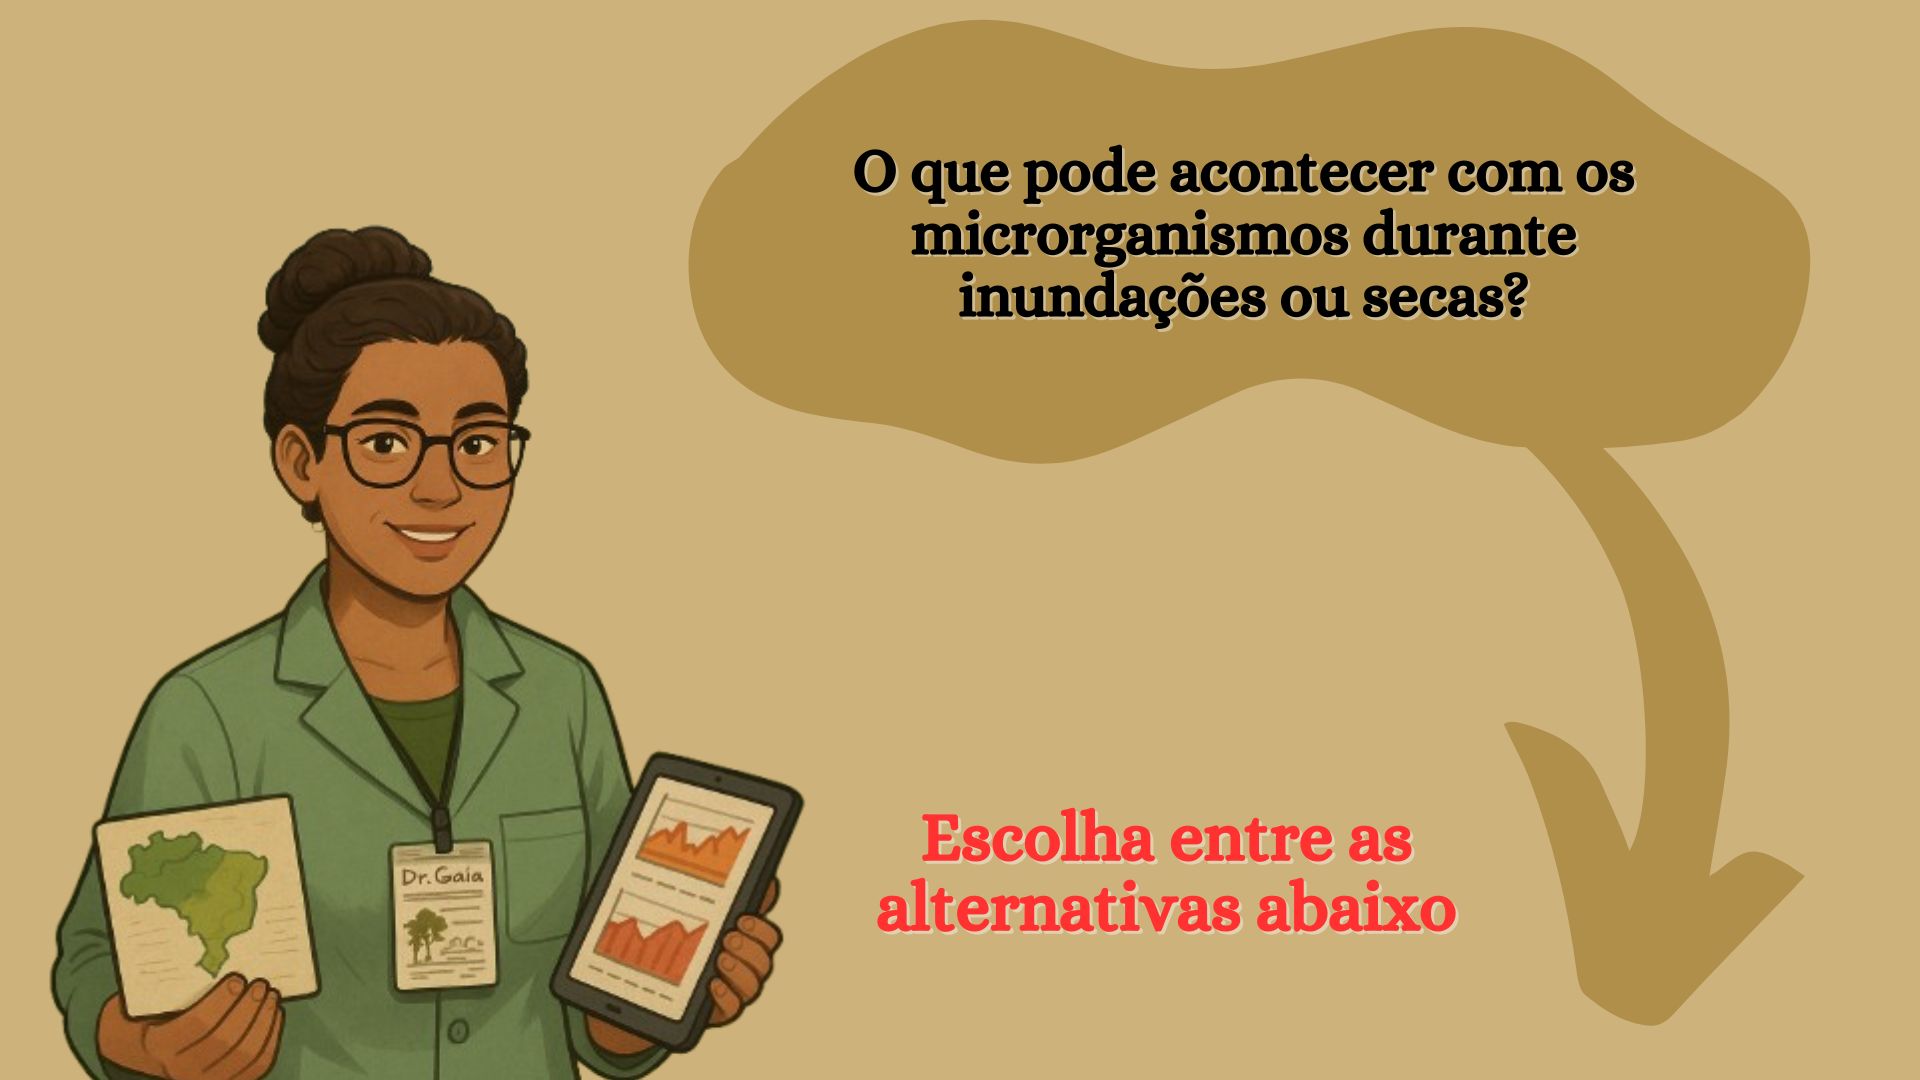 O que pode acontecer com os
microrganismos durante
inundações ou secas?
Escolha entre as
alternativas abaixo
Dr. Gaia